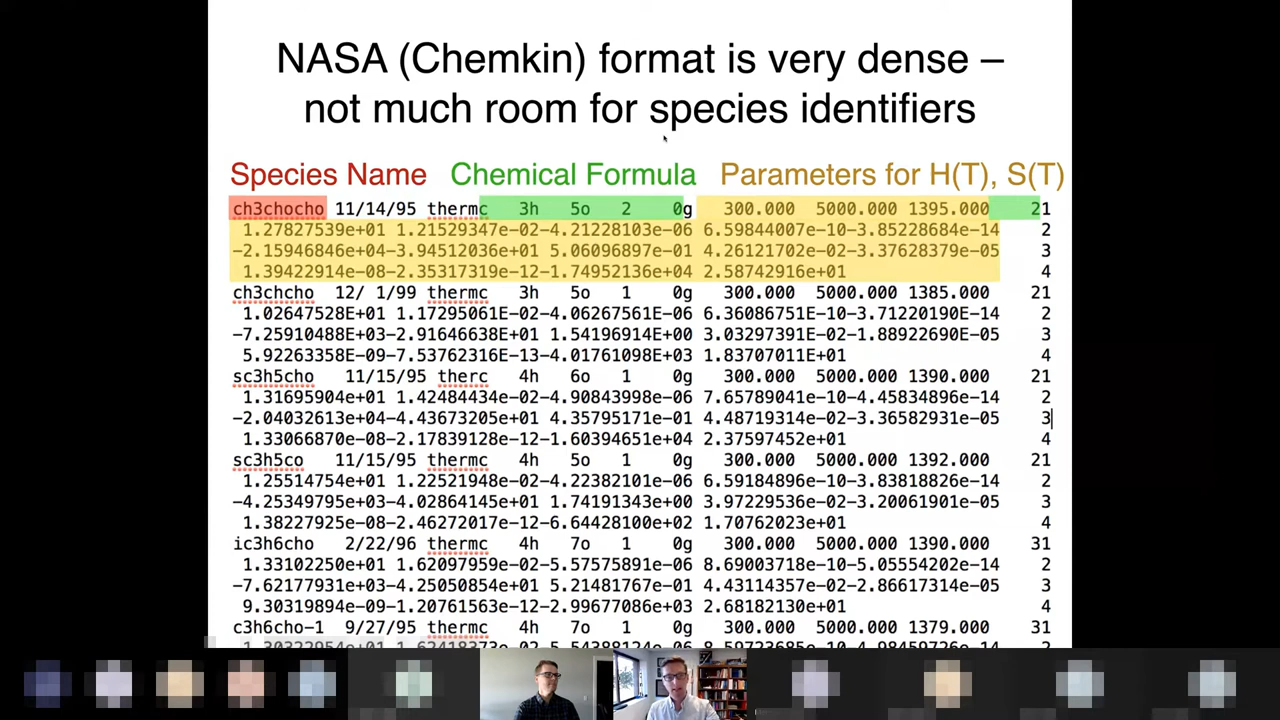 NASA (Chemkin) format is very dense –
not much room for species identifiers
Species Name Chemical Formula Parameters for H(T), S(T)
ch3chocho 11/14/95 thermc 3h 5o 2 0g 300.000 5000.000 1395.000 21
1.27827539e+01 1.21529347e-02-4.21228103e-06 6.59844007e-10-3.85228684e-14 2
-2.15946846e+04-3.94512036e+01 5.06096897e-01 4.26121702e-02-3.37628379e-05 3
1.39422914e-08-2.35317319e-12-1.74952136e+04 2.58742916e+01 4
ch3chcho 12/ 1/99 thermc 3h 5o 1 0g 300.000 5000.000 1385.000 21
1.02647528E+01 1.17295061E-02-4.06267561E-06 6.36086751E-10-3.71220190E-14 2
-7.25910488E+03-2.91646638E+01 1.54196914E+00 3.03297391E-02-1.88922690E-05 3
5.92263358E-09-7.53762316E-13-4.01761098E+03 1.83707011E+01 4
sc3h5cho 11/15/95 therc 4h 6o 1 0g 300.000 5000.000 1390.000 21
1.31695904e+01 1.42484434e-02-4.90843998e-06 7.65789041e-10-4.45834896e-14 2
-2.04032613e+04-4.43673205e+01 4.35795171e-01 4.48719314e-02-3.36582931e-05 3
1.33066870e-08-2.17839128e-12-1.60394651e+04 2.37597452e+01 4
sc3h5co 11/15/95 thermc 4h 5o 1 0g 300.000 5000.000 1392.000 21
1.25514754e+01 1.22521948e-02-4.22382101e-06 6.59184896e-10-3.83818826e-14 2
-4.25349795e+03-4.02864145e+01 1.74191343e+00 3.97229536e-02-3.20061901e-05 3
1.38227925e-08-2.46272017e-12-6.64428100e+02 1.70762023e+01 4
ic3h6cho 2/22/96 thermc 4h 7o 1 0g 300.000 5000.000 1390.000 31
1.33102250e+01 1.62097959e-02-5.57575891e-06 8.69003718e-10-5.05554202e-14 2
-7.62177931e+03-4.25050854e+01 5.21481767e-01 4.43114357e-02-2.86617314e-05 3
9.30319894e-09-1.20761563e-12-2.99677086e+03 2.68182130e+01 4
c3h6cho-1 9/27/95 thermc 4h 7o 1 0g 300.000 5000.000 1379.000 31